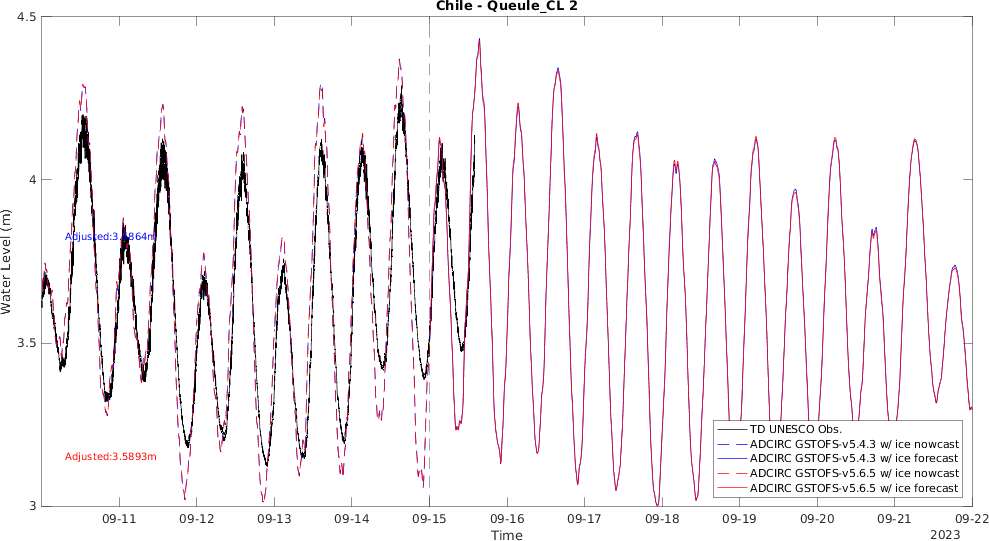 Chile - Queule_CL 2
4.5
4
3.5
3
Water Level (m)
Adjusted:3.5864m
Adjusted:3.5893m
TD UNESCO Obs.
ADCIRC GSTOFS-v5.4.3 w/ ice nowcast
ADCIRC GSTOFS-v5.4.3 w/ ice forecast
ADCIRC GSTOFS-v5.6.5 w/ ice nowcast
ADCIRC GSTOFS-v5.6.5 w/ ice forecast
09-11 09-12 09-13 09-14 09-15 09-16 09-17 09-18 09-19 09-20 09-21 09-22
Time
2023